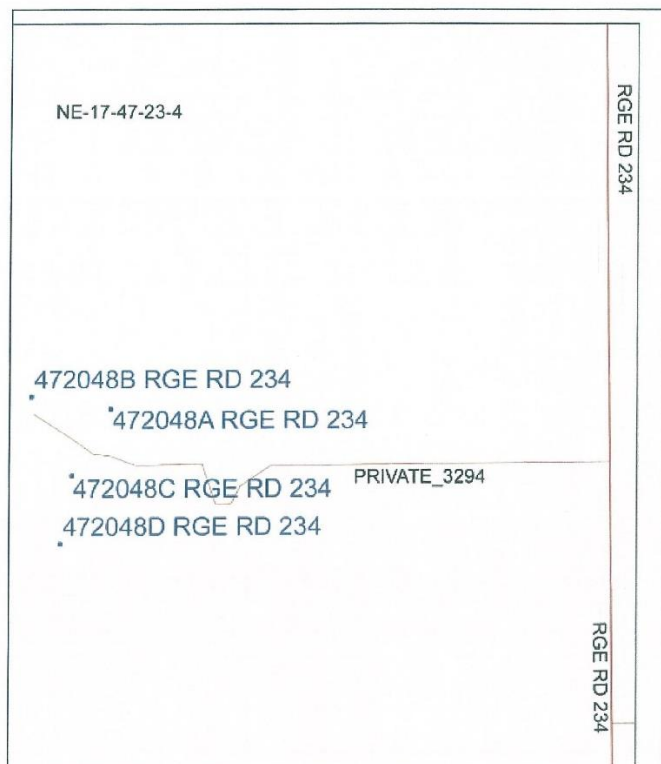 NE-17-47-23-4
RGE RD 234
472048B RGE RD 234
472048A RGE RD 234
PRIVATE_3294
472048C RGE RD 234
472048D RGE RD 234
RGE RD 234